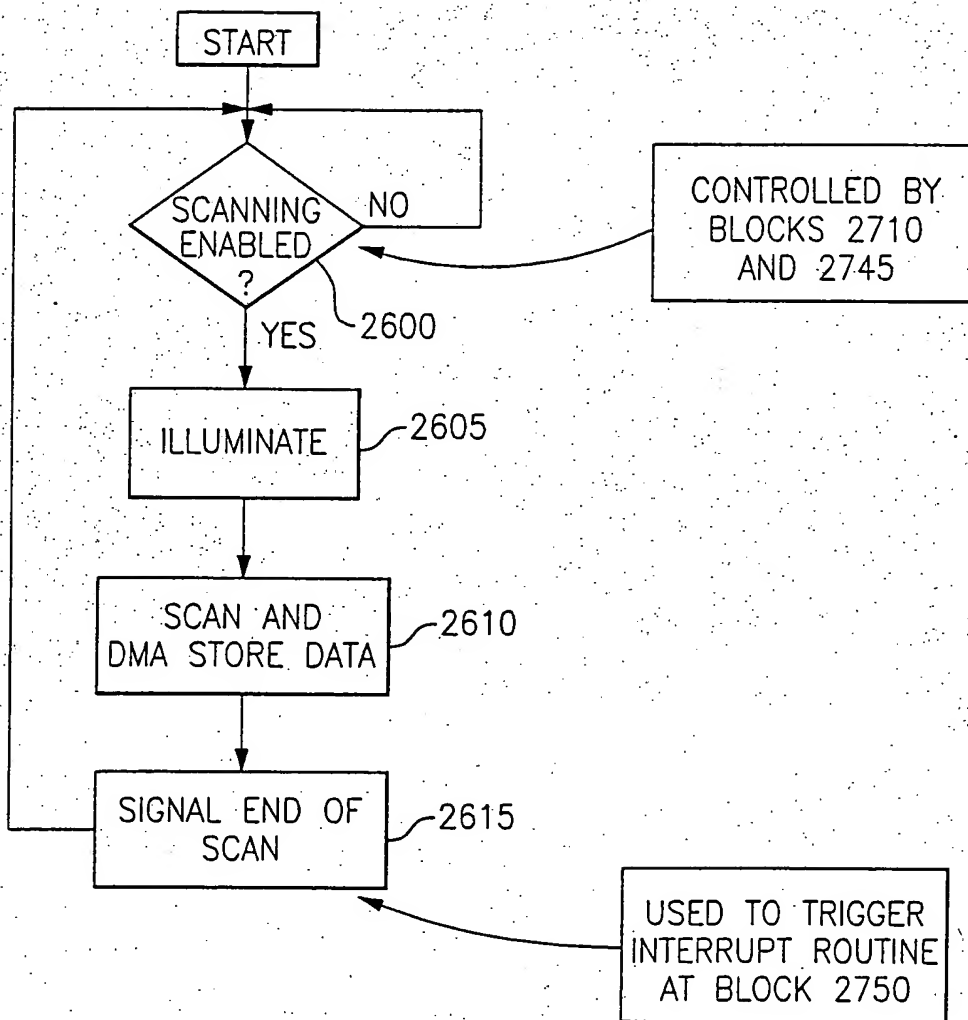 START
SCANNING
ENABLED
?
NO
CONTROLLED BY
BLOCKS 2710
AND 2745
YES
2600
ILLUMINATE
2605
SCAN AND
DMA STORE DATA
2610
SIGNAL END OF
SCAN
2615
USED TO TRIGGER
INTERRUPT ROUTINE
AT BLOCK 2750